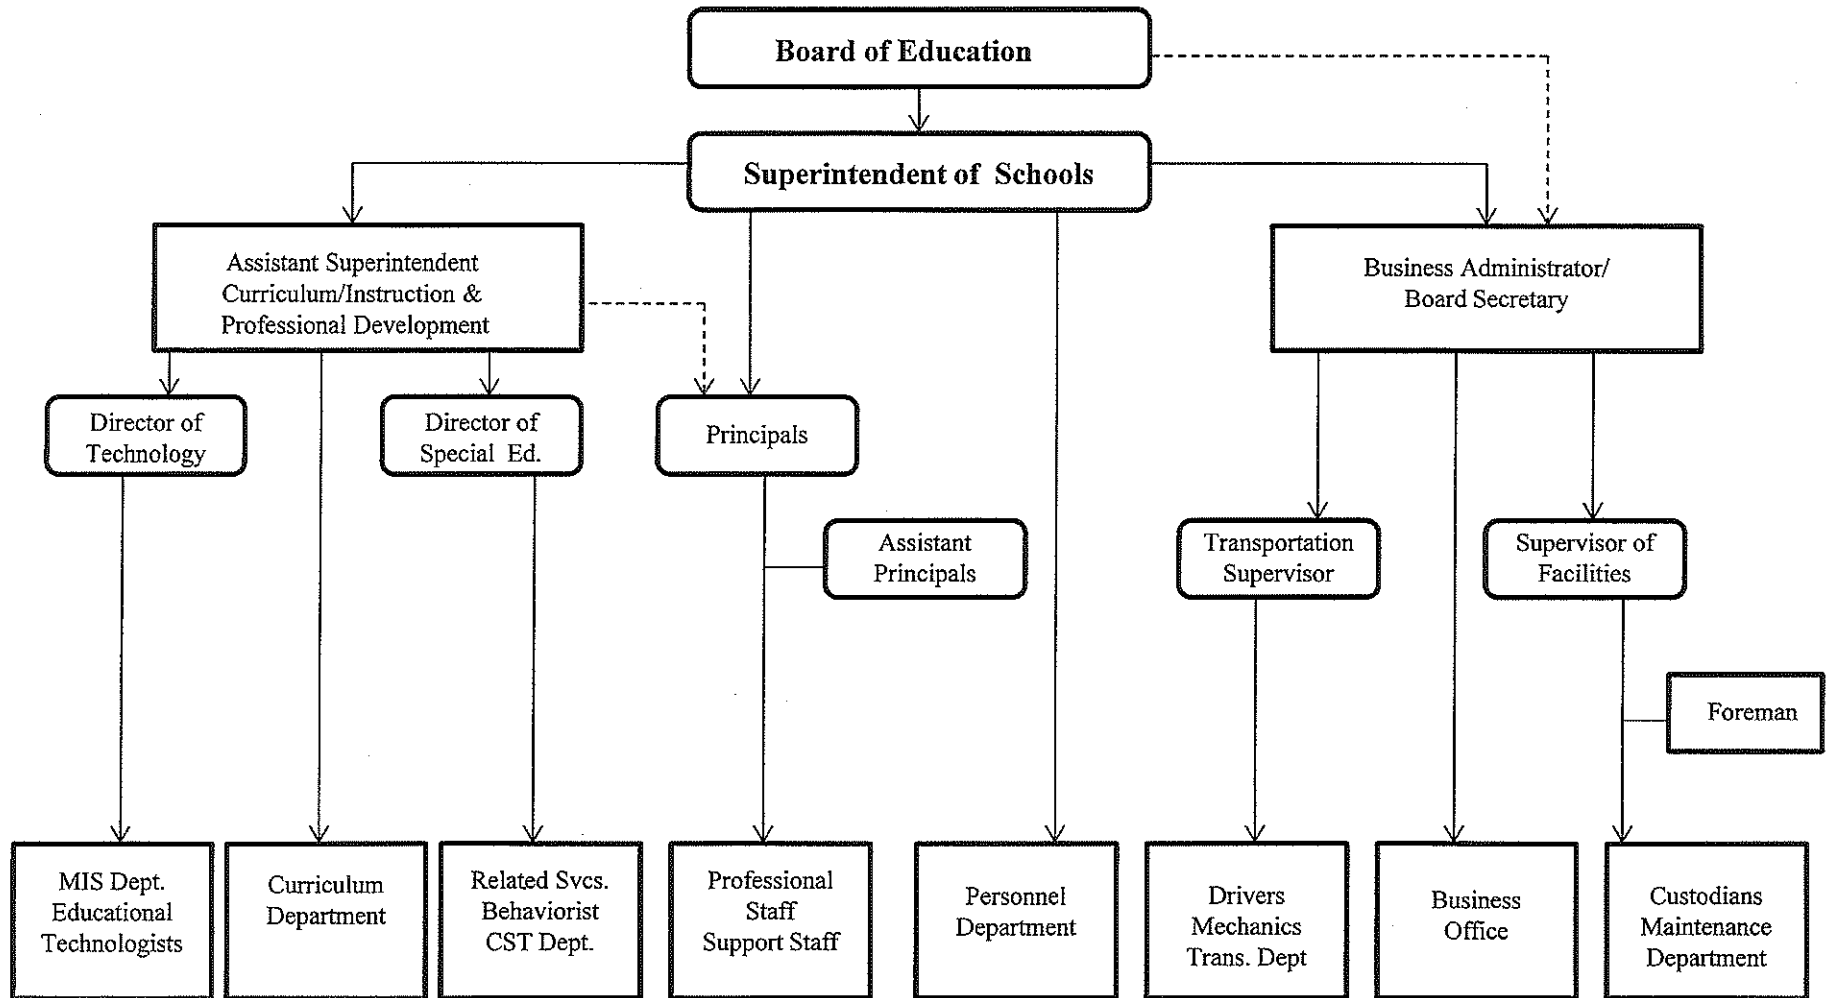 Board of Education
Superintendent of Schools
Assistant Superintendent
Curriculum/Instruction &
Professional Development
Business Administrator/
Board Secretary
Director of
Technology
Director of
Special Ed.
Principals
Assistant
Principals
Transportation
Supervisor
Supervisor of
Facilities
Foreman
MIS Dept.
Educational
Technologists
Curriculum
Department
Related Svcs.
Behaviorist
CST Dept.
Professional
Staff
Support Staff
Personnel
Department
Drivers
Mechanics
Trans. Dept
Business
Office
Custodians
Maintenance
Department